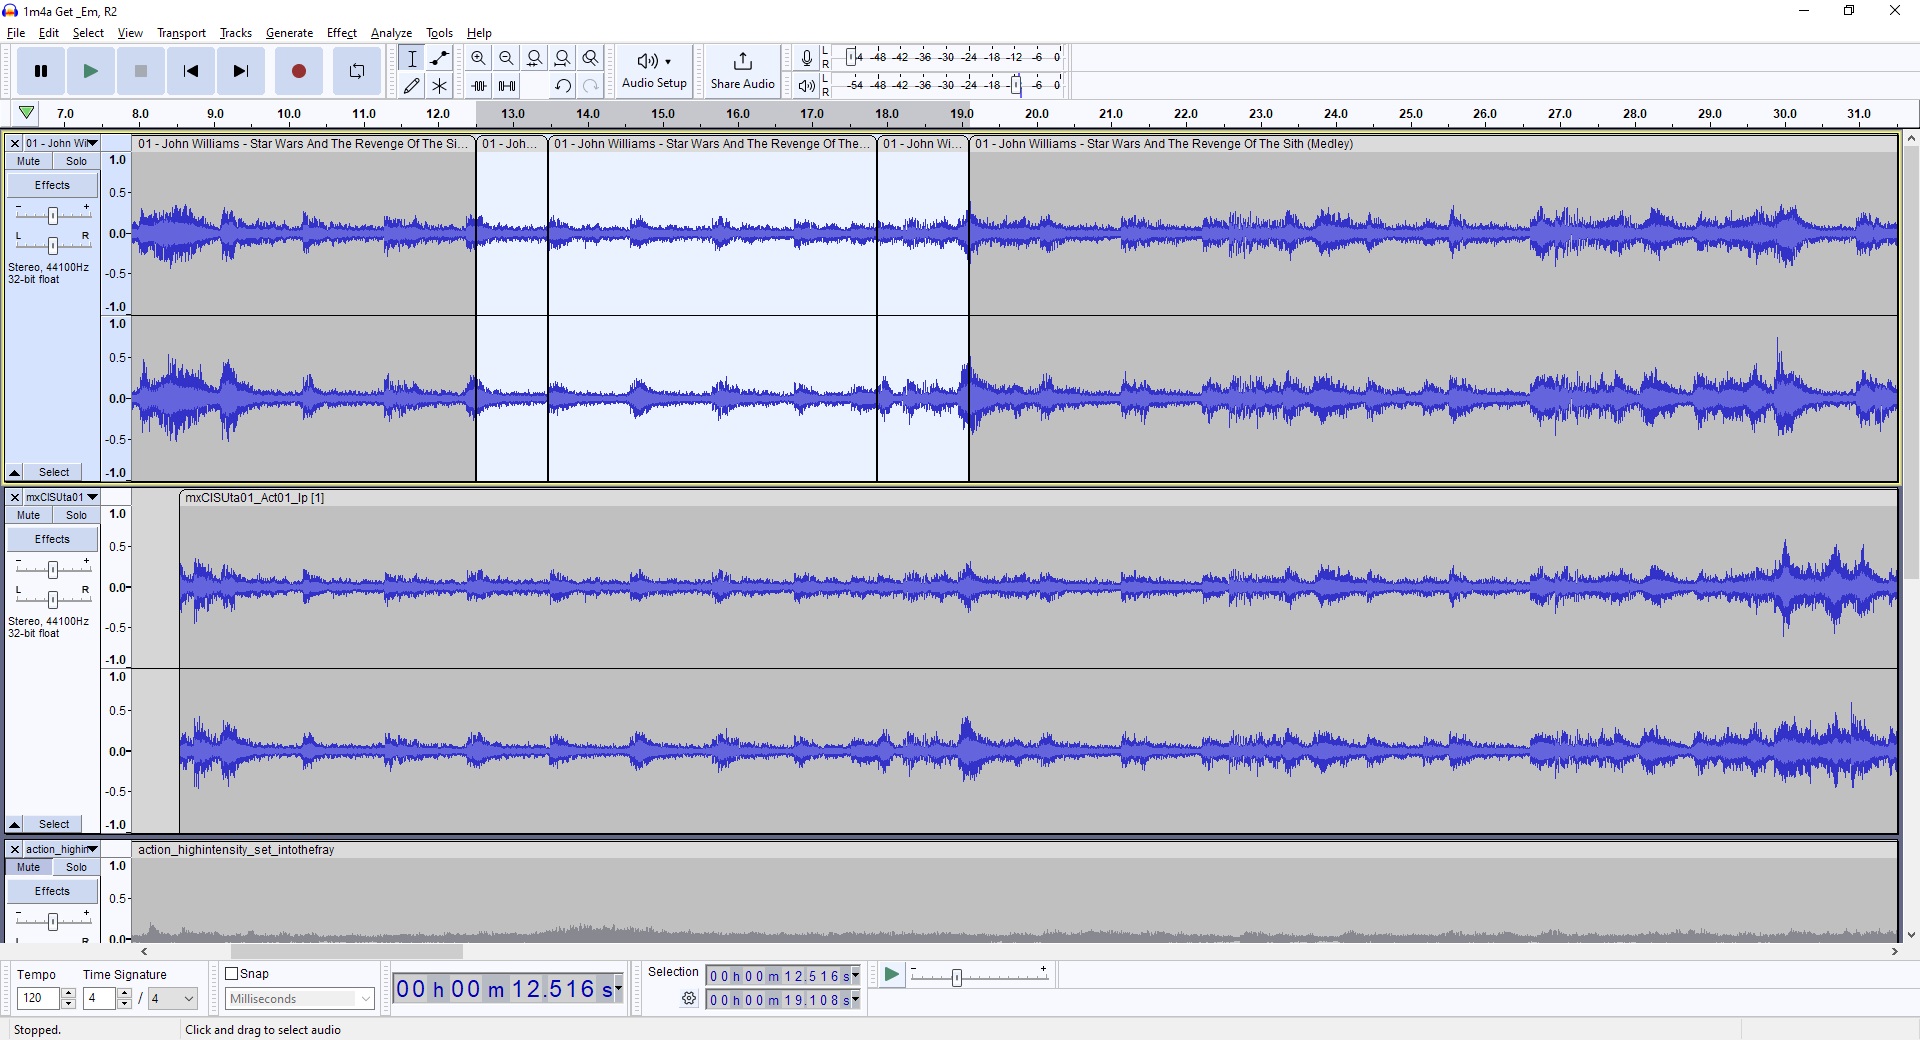 1m4a Get _Em, R2
File Edit Select View Transport Tracks Generate Effect Analyze Tools Help
Audio Setup
Share Audio
L R -54 -48 -42 -36 -30 -24 -18 -12 -6 0
L R -54 -48 -42 -36 -30 -24 -18 -12 -6 0
7.0 8.0 9.0 10.0 11.0 12.0 13.0 14.0 15.0 16.0 17.0 18.0 19.0 20.0 21.0 22.0 23.0 24.0 25.0 26.0 27.0 28.0 29.0 30.0 31.0
01 - John Wil
01 - John Williams - Star Wars And The Revenge Of The Si...
01 - Joh...
01 - John Williams - Star Wars And The Revenge Of The...
01 - John Wi...
01 - John Williams - Star Wars And The Revenge Of The Sith (Medley)
Mute Solo
Effects
- +
L R
Stereo, 44100Hz
32-bit float
Select
1.0
0.5
0.0
-0.5
-1.0
1.0
0.5
0.0
-0.5
-1.0
mxCISUta01
mxCISUta01_Act01_lp [1]
Mute Solo
Effects
- +
L R
Stereo, 44100Hz
32-bit float
Select
1.0
0.5
0.0
-0.5
-1.0
1.0
0.5
0.0
-0.5
-1.0
action_highin
action_highintensity_set_intothefray
Mute Solo
Effects
- +
L R
1.0
0.5
0.0
Tempo
120
Time Signature
4 / 4
Snap
Milliseconds
00 h 00 m 12.516 s
Selection
00 h 00 m 12.516 s
00 h 00 m 19.108 s
- +
Stopped.
Click and drag to select audio